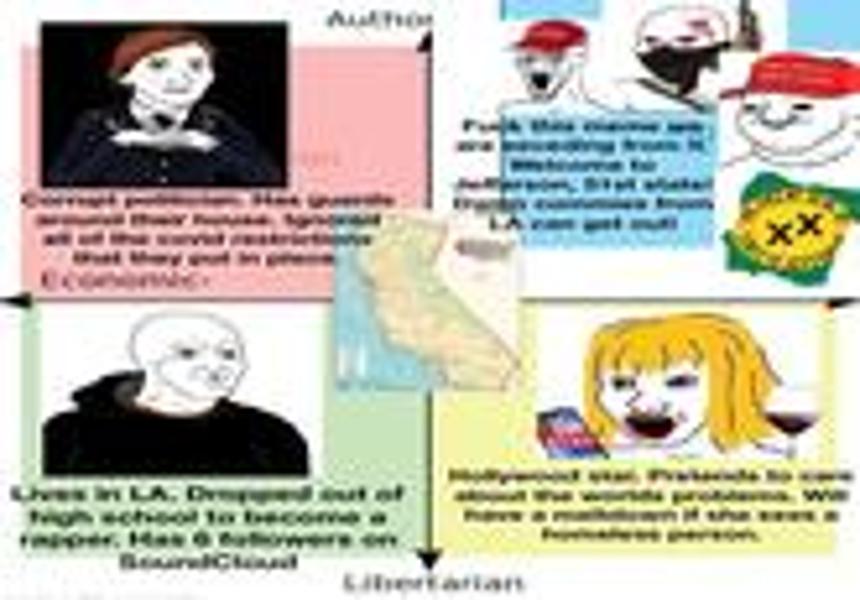 Author
Corrupt politician. Has guards
around their house. Ignored
all of the covid restrictions
that they put in place
Economic-
Fuck this meme we
are seceding from it.
Welcome to
Jefferson, 51st state!
commies from
LA can get out!
XX
Lives in LA. Dropped out of
high school to become a
rapper. Has 6 followers on
SoundCloud
Hollywood star. Pretends to care
about the worlds problems. Will
have a meltdown if she sees a
homeless person.
Libertarian